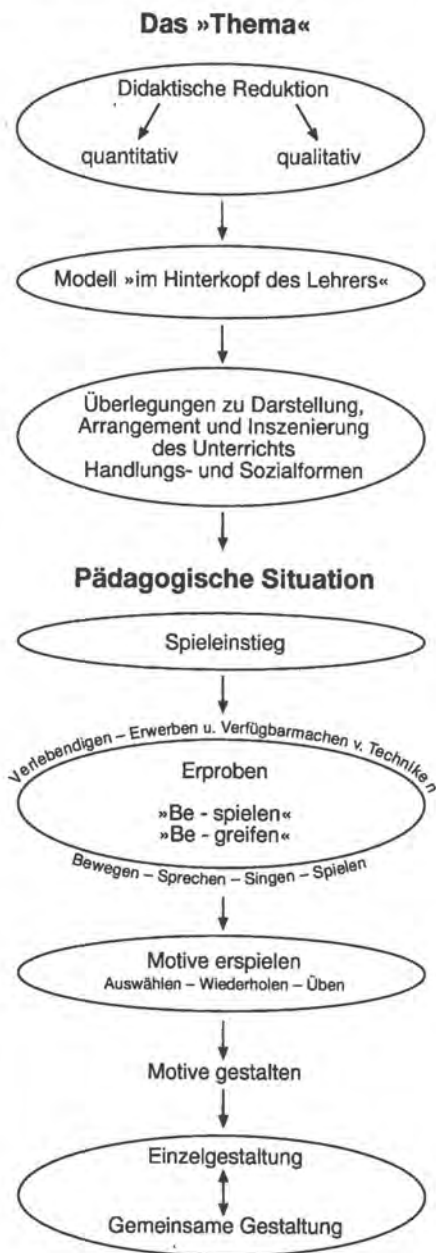 Das »Thema«
Didaktische Reduktion
quantitativ qualitativ
Modell »im Hinterkopf des Lehrers«
Überlegungen zu Darstellung,
Arrangement und Inszenierung
des Unterrichts
Handlungs- und Sozialformen
Pädagogische Situation
Spieleinstieg
Verlebendigen – Erwerben u. Verfügbarmachen v. Techniken
Erproben
»Be - spielen«
»Be - greifen«
Bewegen – Sprechen – Singen – Spielen
Motive erspielen
Auswählen – Wiederholen – Üben
Motive gestalten
Einzelgestaltung
Gemeinsame Gestaltung